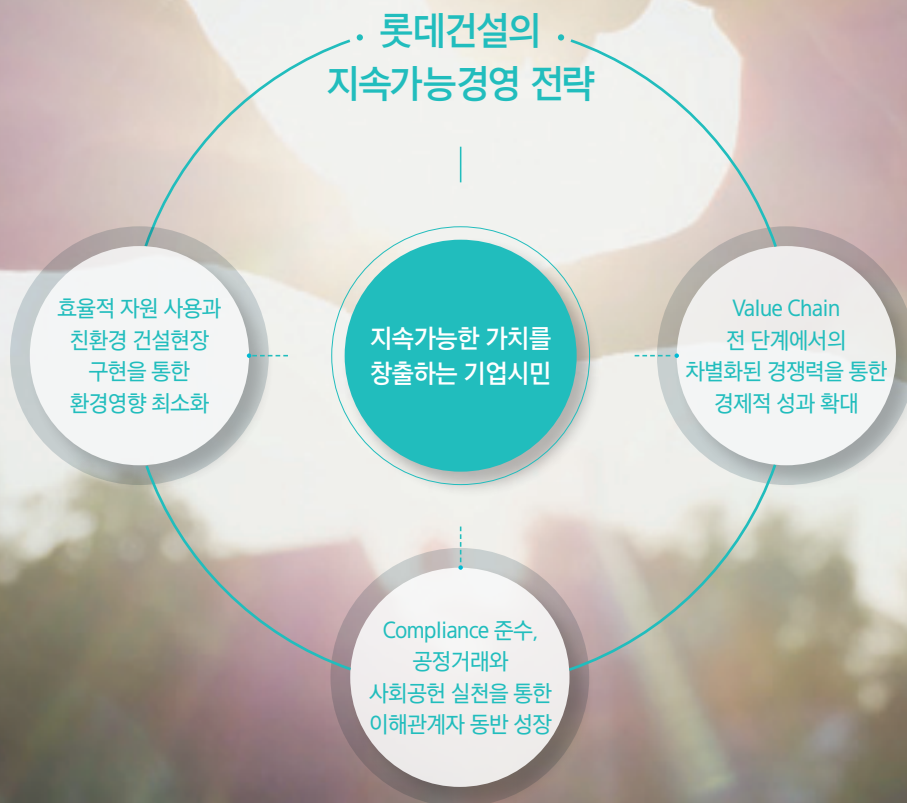 롯데건설의
지속가능경영 전략
효율적 자원 사용과
친환경 건설현장
구현을 통한
환경영향 최소화
지속가능한 가치를
창출하는 기업시민
Value Chain
전 단계에서의
차별화된 경쟁력을 통한
경제적 성과 확대
Compliance 준수,
공정거래와
사회공헌 실천을 통한
이해관계자 동반 성장